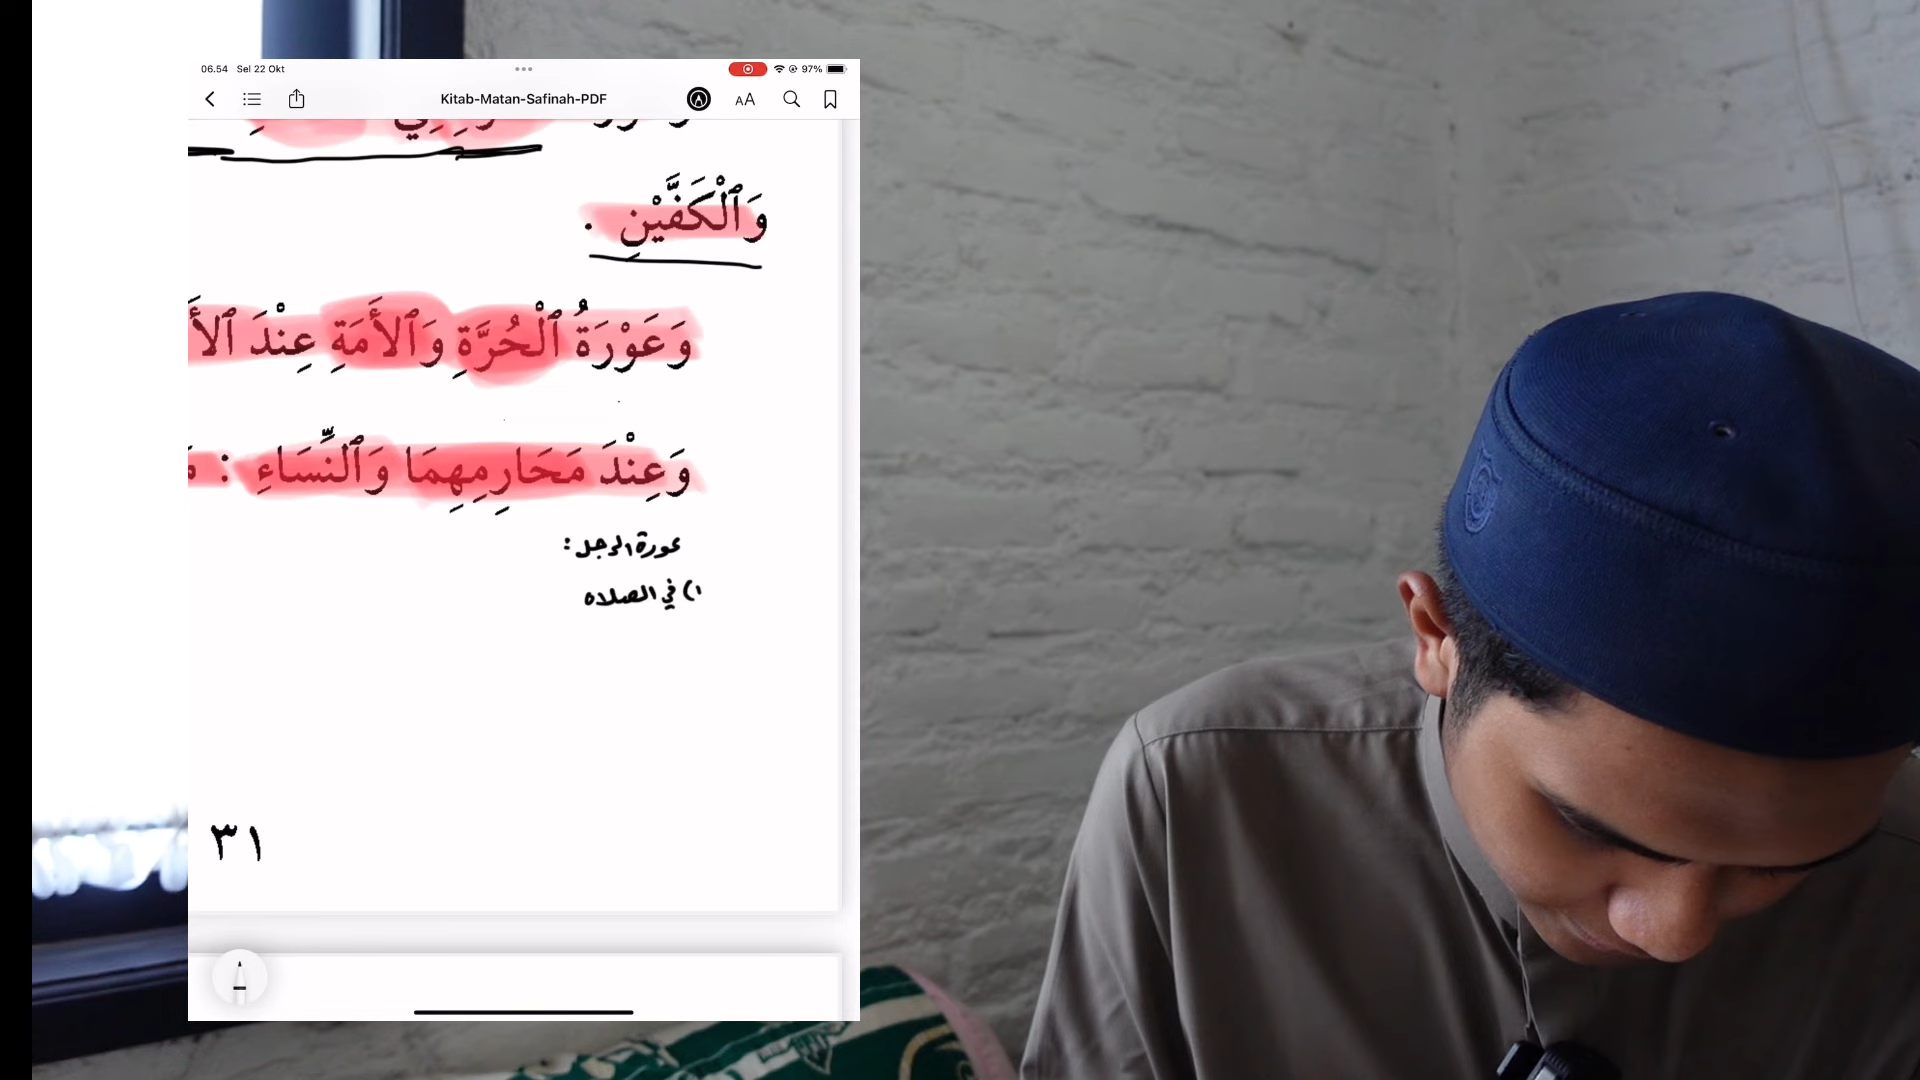 06.54 Sel 22 Okt
97%
Kitab-Matan-Safinah-PDF
AA
وَٱلْكَفَّيْنِ .
وَعَوْرَةُ ٱلْحُرَّةِ وَٱلأَمَةِ عِنْدَ
وَعِنْدَ مَحَارِمِهِمَا وَٱلنِّسَاءِ :
عورة الرجل :
١) في الصلاة
٣١